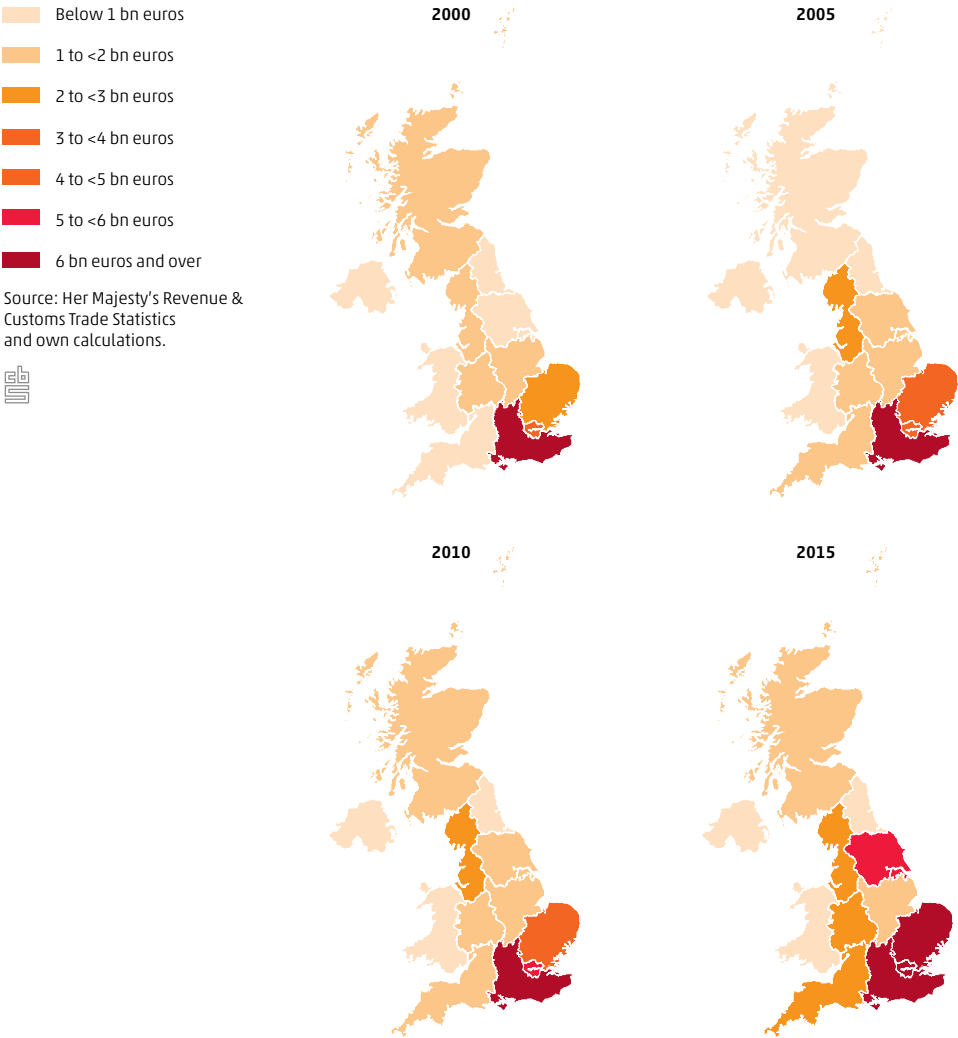 Below 1 bn euros
1 to <2 bn euros
2 to <3 bn euros
3 to <4 bn euros
4 to <5 bn euros
5 to <6 bn euros
6 bn euros and over
Source: Her Majesty's Revenue &
Customs Trade Statistics
and own calculations.
cbs
2000
2005
2010
2015